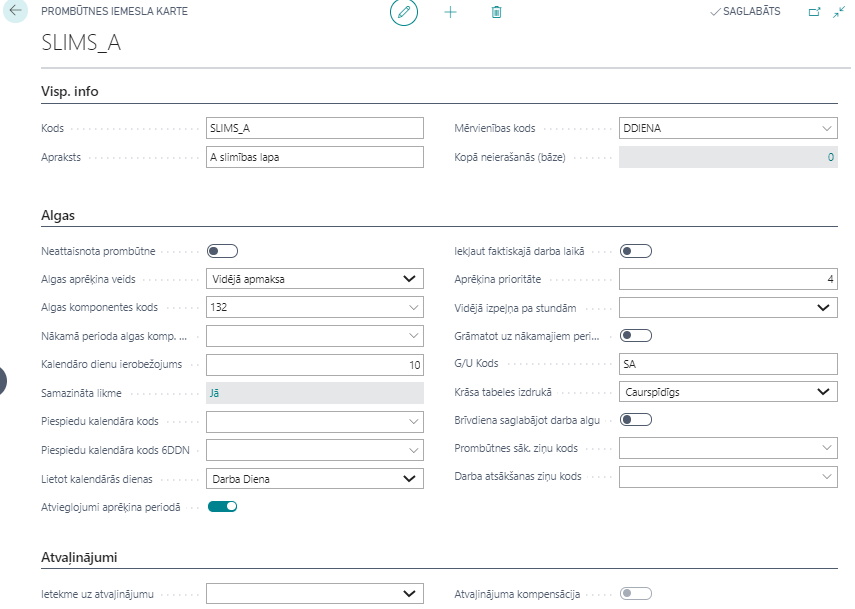 PROMBŪTNES IEMESLA KARTE
SAGLABĀTS
SLIMS_A
Visp. info
Kods SLIMS_A
Mērvienības kods DDIENA
Apraksts A slimības lapa
Kopā neierašanās (bāze) 0
Algas
Neattaisnota prombūtne
Iekļaut faktiskajā darba laikā
Algas aprēķina veids Vidējā apmaksa
Aprēķina prioritāte 4
Algas komponentes kods 132
Vidējā izpeļņa pa stundām
Nākamā perioda algas komp. ...
Grāmatot uz nākamajiem peri...
Kalendāro dienu ierobežojums 10
G/U Kods SA
Samazināta likme Jā
Krāsa tabeles izdrukā Caurspīdīgs
Piespiedu kalendāra kods
Brīvdiena saglabājot darba algu
Piespiedu kalendāra kods 6DDN
Prombūtnes sāk. ziņu kods
Lietot kalendārās dienas Darba Diena
Darba atsākšanas ziņu kods
Atvieglojumi aprēķina periodā
Atvaļinājumi
Ietekme uz atvaļinājumu
Atvaļinājuma kompensācija